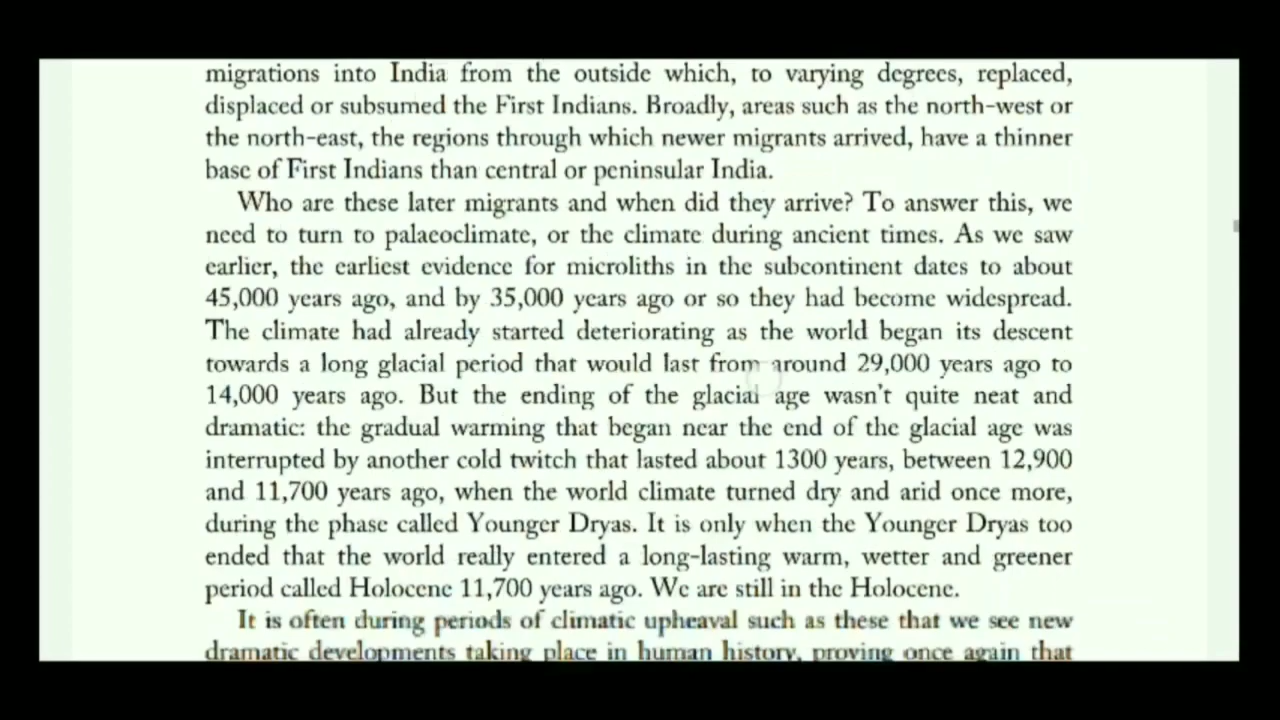 migrations into India from the outside which, to varying degrees, replaced,
displaced or subsumed the First Indians. Broadly, areas such as the north-west or
the north-east, the regions through which newer migrants arrived, have a thinner
base of First Indians than central or peninsular India.
Who are these later migrants and when did they arrive? To answer this, we
need to turn to palaeoclimate, or the climate during ancient times. As we saw
earlier, the earliest evidence for microliths in the subcontinent dates to about
45,000 years ago, and by 35,000 years ago or so they had become widespread.
The climate had already started deteriorating as the world began its descent
towards a long glacial period that would last from around 29,000 years ago to
14,000 years ago. But the ending of the glacial age wasn't quite neat and
dramatic: the gradual warming that began near the end of the glacial age was
interrupted by another cold twitch that lasted about 1300 years, between 12,900
and 11,700 years ago, when the world climate turned dry and arid once more,
during the phase called Younger Dryas. It is only when the Younger Dryas too
ended that the world really entered a long-lasting warm, wetter and greener
period called Holocene 11,700 years ago. We are still in the Holocene.
It is often during periods of climatic upheaval such as these that we see new
dramatic developments taking place in human history, proving once again that